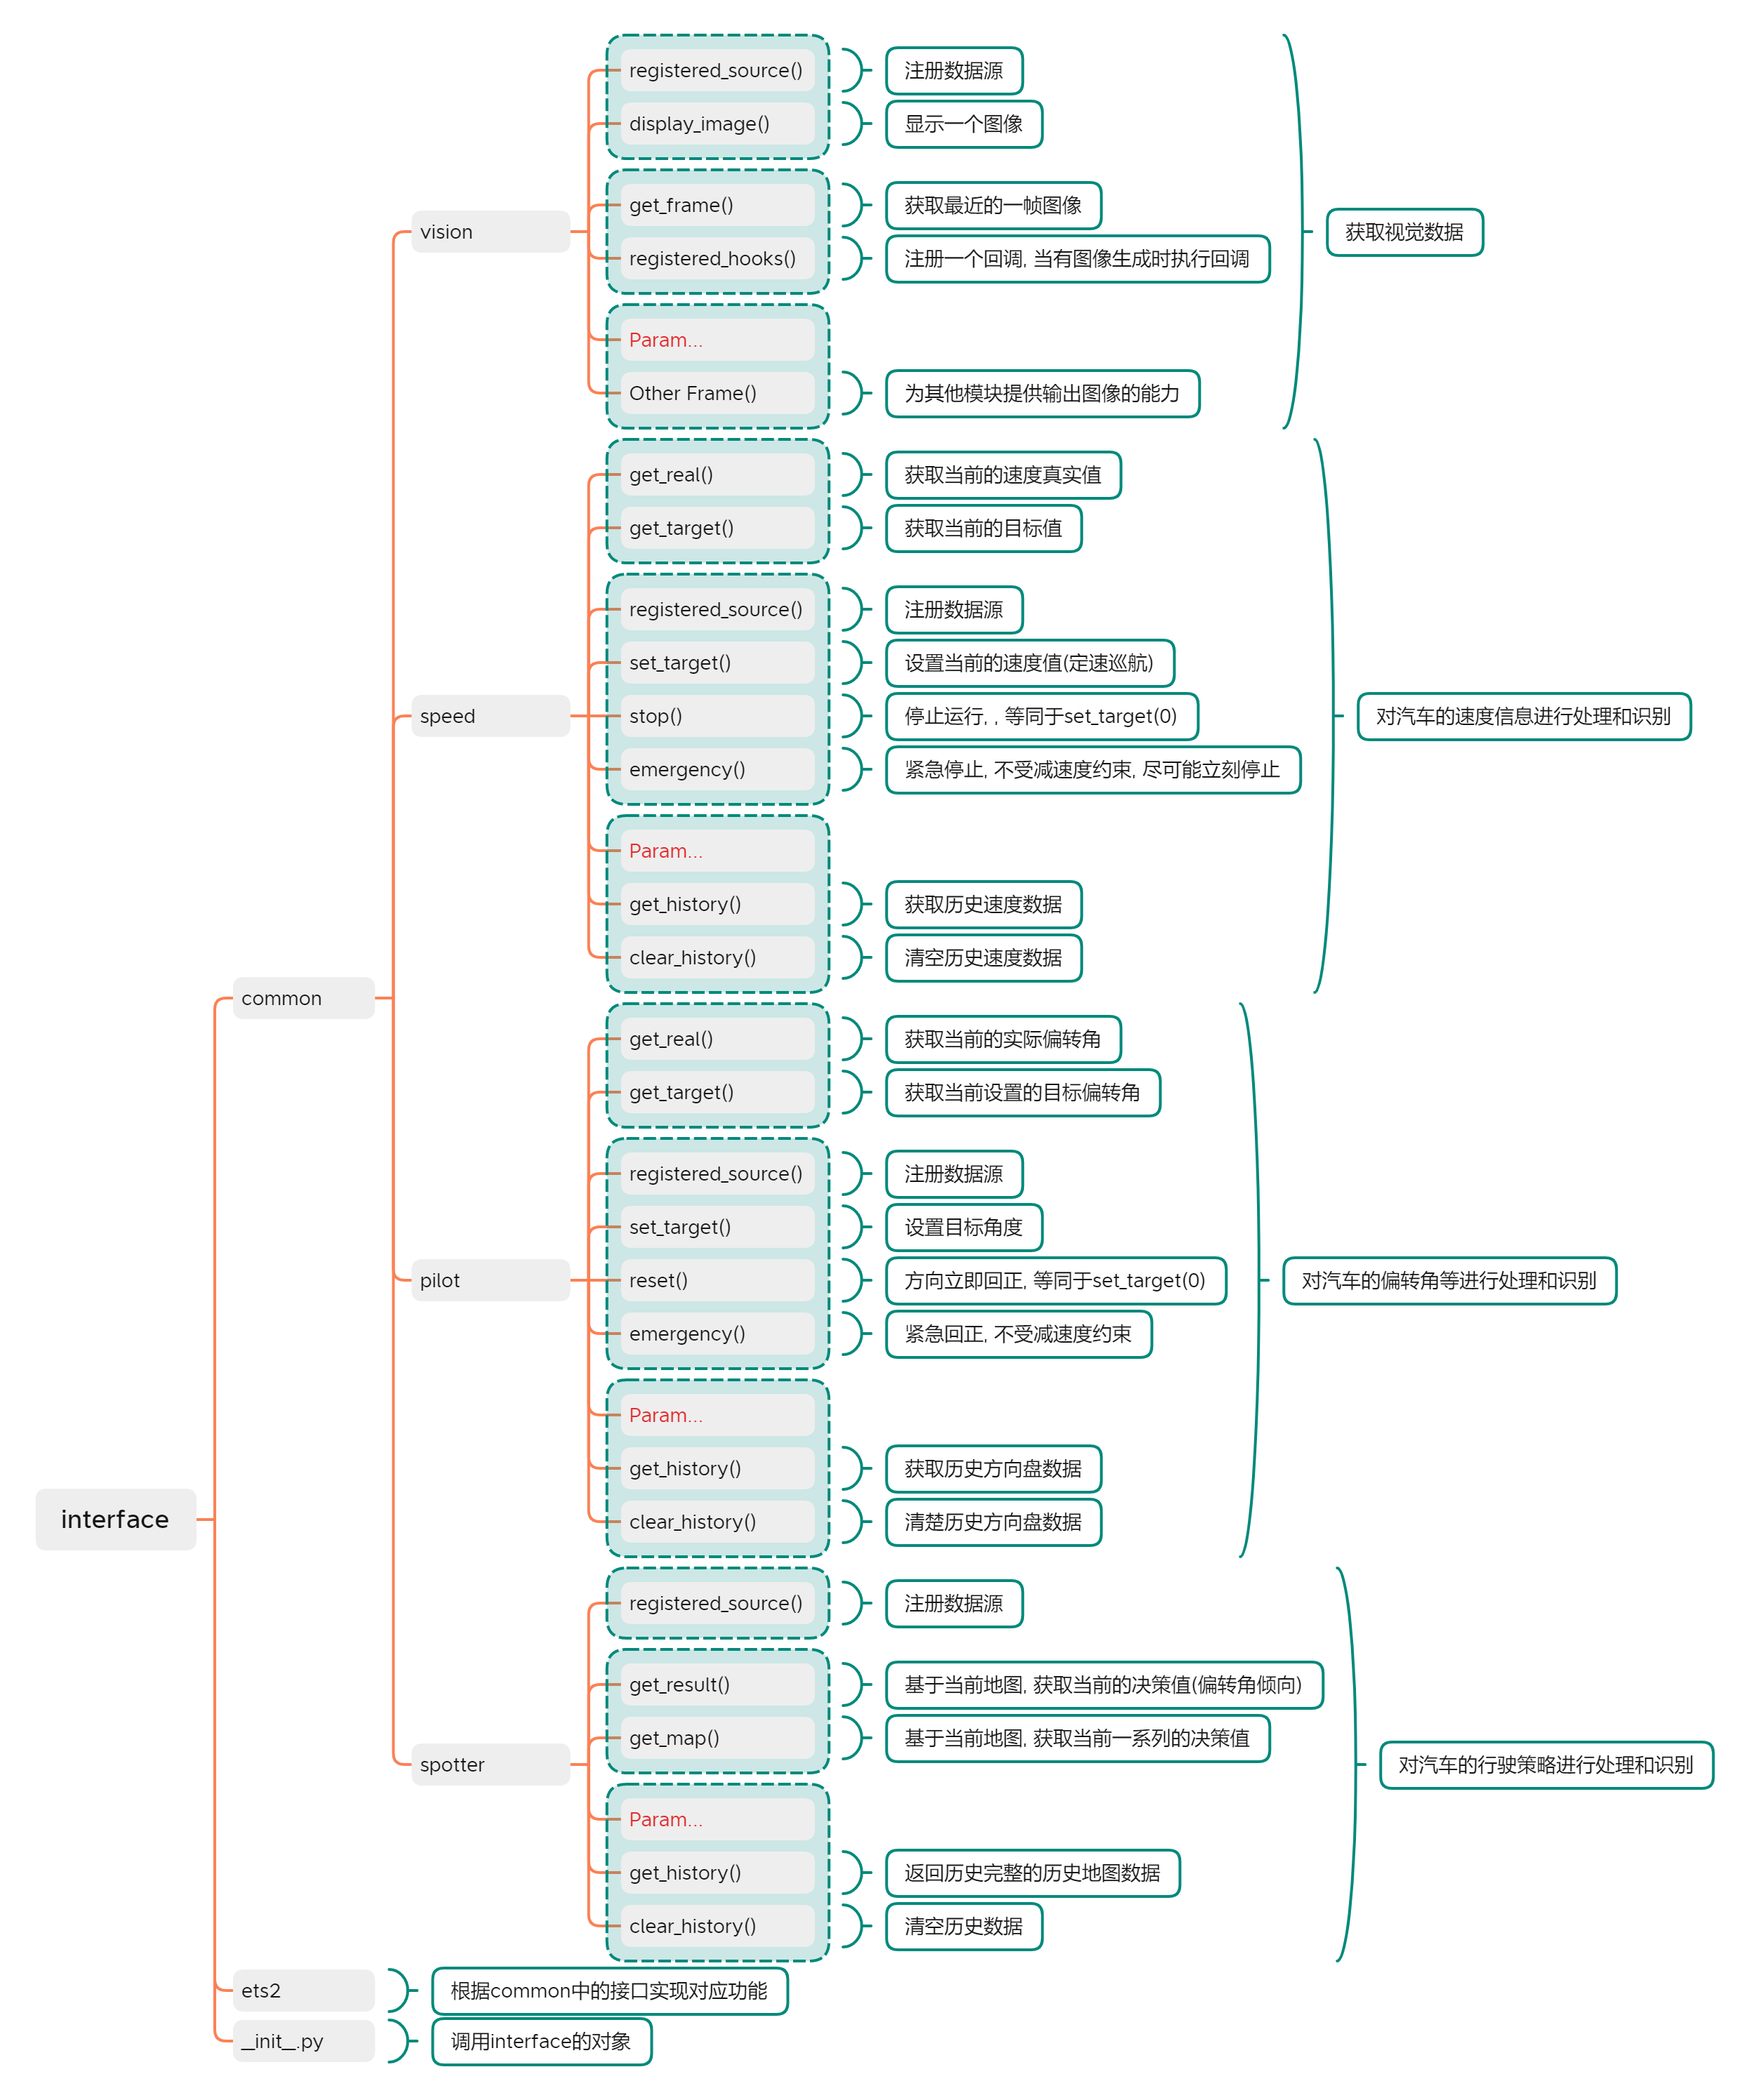 registered_source()
注册数据源
display_image()
显示一个图像
get_frame()
获取最近的一帧图像
registered_hooks()
注册一个回调, 当有图像生成时执行回调
vision
获取视觉数据
Param...
Other Frame()
为其他模块提供输出图像的能力
get_real()
获取当前的速度真实值
get_target()
获取当前的目标值
registered_source()
注册数据源
set_target()
设置当前的速度值(定速巡航)
speed
stop()
停止运行, , 等同于set_target(0)
对汽车的速度信息进行处理和识别
emergency()
紧急停止, 不受减速度约束, 尽可能立刻停止
Param...
get_history()
获取历史速度数据
clear_history()
清空历史速度数据
common
get_real()
获取当前的实际偏转角
get_target()
获取当前设置的目标偏转角
registered_source()
注册数据源
set_target()
设置目标角度
pilot
reset()
方向立即回正, 等同于set_target(0)
对汽车的偏转角等进行处理和识别
emergency()
紧急回正, 不受减速度约束
Param...
get_history()
获取历史方向盘数据
clear_history()
清楚历史方向盘数据
interface
registered_source()
注册数据源
get_result()
基于当前地图, 获取当前的决策值(偏转角倾向)
get_map()
基于当前地图, 获取当前一系列的决策值
spotter
对汽车的行驶策略进行处理和识别
Param...
get_history()
返回历史完整的历史地图数据
clear_history()
清空历史数据
ets2
根据common中的接口实现对应功能
__init__.py
调用interface的对象